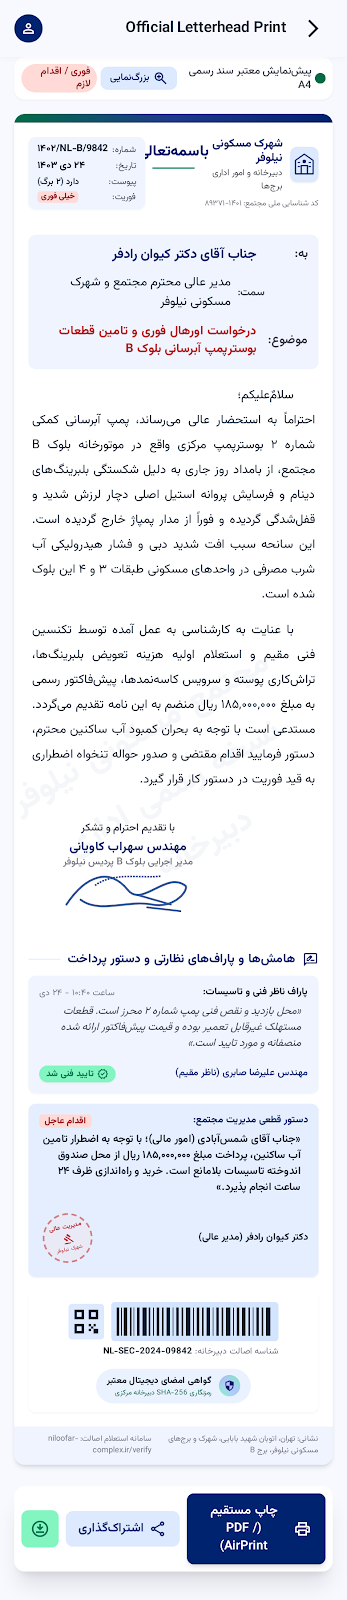 Official Letterhead Print
پیش‌نمایش معتبر سند رسمی
A4
بزرگ‌نمایی
فوری / اقدام
لازم
شهرک مسکونی
نیلوفر
دبیرخانه و امور اداری
برج‌ها
کد شناسایی ملی مجتمع: ۱۴۰۱-۸۹۳۷۱
باسمه‌تعالی
شماره: ۱۴۰۲/NL-B/9842
تاریخ: ۲۴ دی ۱۴۰۳
پیوست: دارد (۲ برگ)
فوریت: خیلی فوری
به: جناب آقای دکتر کیوان رادفر
سمت: مدیر عالی محترم مجتمع و شهرک
مسکونی نیلوفر
موضوع: درخواست اورهال فوری و تامین قطعات
بوسترپمپ آبرسانی بلوک B
سلام‌ٌعلیکم؛
احتراماً به استحضار عالی می‌رساند، پمپ آبرسانی کمکی
شماره ۲ بوسترپمپ مرکزی واقع در موتورخانه بلوک B
مجتمع، از بامداد روز جاری به دلیل شکستگی بلبرینگ‌های
دینام و فرسایش پروانه استیل اصلی دچار لرزش شدید و
قفل‌شدگی گردیده و فوراً از مدار پمپاژ خارج گردیده است.
این سانحه سبب افت شدید دبی و فشار هیدرولیکی آب
شرب مصرفی در واحدهای مسکونی طبقات ۳ و ۴ این بلوک
شده است.
با عنایت به کارشناسی به عمل آمده توسط تکنسین
فنی مقیم و استعلام اولیه هزینه تعویض بلبرینگ‌ها،
تراش‌کاری پوسته و سرویس کاسه‌نمدها، پیش‌فاکتور رسمی
به مبلغ ۱۸۵,۰۰۰,۰۰۰ ریال منضم به این نامه تقدیم می‌گردد.
مستدعی است با توجه به بحران کمبود آب ساکنین محترم،
دستور فرمایید اقدام مقتضی و صدور حواله تنخواه اضطراری
به قید فوریت در دستور کار قرار گیرد.
با تقدیم احترام و تشکر
مهندس سهراب کاویانی
مدیر اجرایی بلوک B پردیس نیلوفر
هامش‌ها و پاراف‌های نظارتی و دستور پرداخت
پاراف ناظر فنی و تاسیسات:
ساعت ۱۰:۴۰ - ۲۴ دی
«محل بازدید و نقص فنی پمپ شماره ۲ محرز است. قطعات
مستهلک غیرقابل تعمیر بوده و قیمت پیش‌فاکتور ارائه شده
منصفانه و مورد تایید است.»
مهندس علیرضا صابری (ناظر مقیم)
تایید فنی شد
دستور قطعی مدیریت مجتمع:
اقدام عاجل
«جناب آقای شمس‌آبادی (امور مالی)؛ با توجه به اضطرار تامین
آب ساکنین، پرداخت مبلغ ۱۸۵,۰۰۰,۰۰۰ ریال از محل صندوق
اندوخته تاسیسات بلامانع است. خرید و راه‌اندازی ظرف ۲۴
ساعت انجام پذیرد.»
دکتر کیوان رادفر (مدیر عالی)
مدیریت عالی
شهرک نیلوفر
شناسه اصالت دبیرخانه: NL-SEC-2024-09842
گواهی امضای دیجیتال معتبر
رمزنگاری SHA-256 دبیرخانه مرکزی
نشانی: تهران، اتوبان شهید بابایی، شهرک و برج‌های
مسکونی نیلوفر، برج B
سامانه استعلام اصالت: niloofar-
complex.ir/verify
چاپ مستقیم
(PDF /
AirPrint)
اشتراک‌گذاری